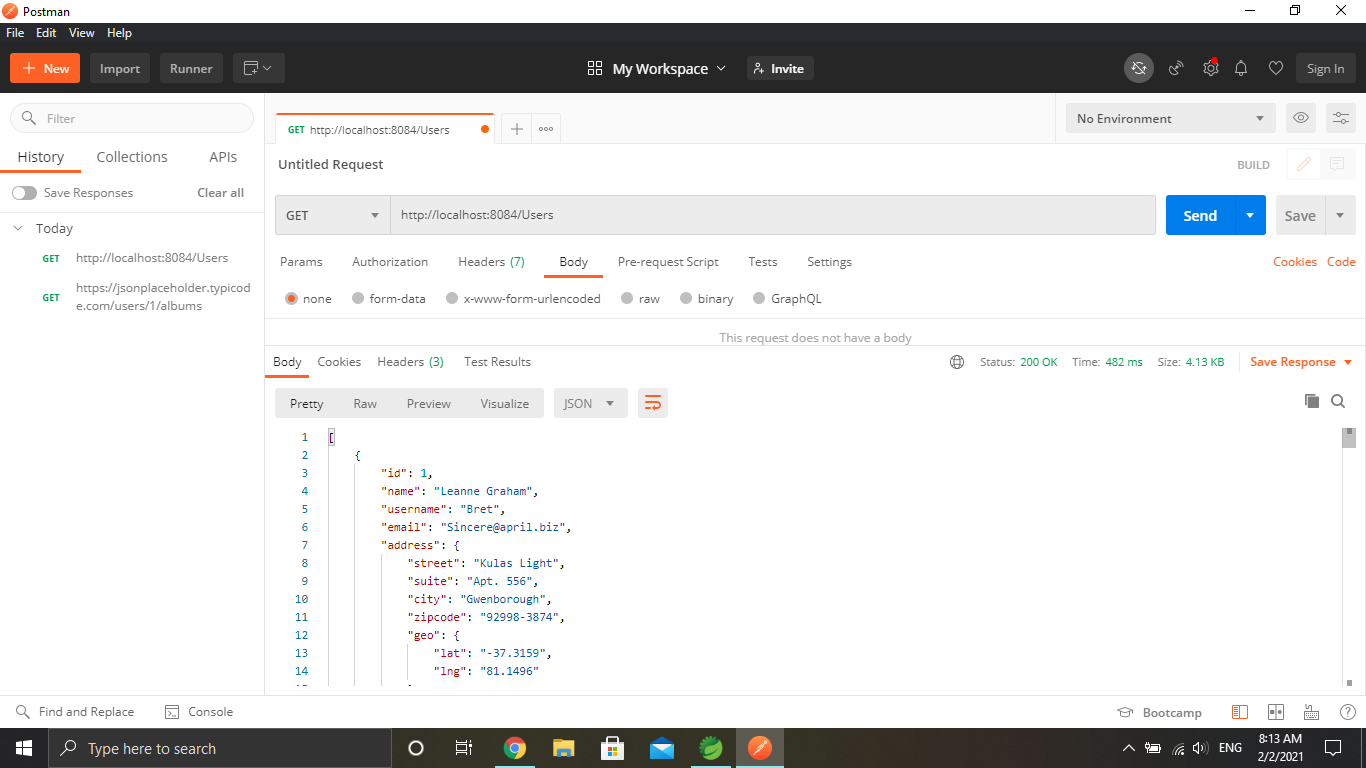 Postman
File Edit View Help
New Import Runner My Workspace Invite Sign In
Filter
History Collections APIs
Save Responses Clear all
Today
GET http://localhost:8084/Users
GET https://jsonplaceholder.typicod
e.com/users/1/albums
GET http://localhost:8084/Users
No Environment
Untitled Request BUILD
GET http://localhost:8084/Users Send Save
Params Authorization Headers (7) Body Pre-request Script Tests Settings Cookies Code
none form-data x-www-form-urlencoded raw binary GraphQL
This request does not have a body
Body Cookies Headers (3) Test Results Status: 200 OK Time: 482 ms Size: 4.13 KB Save Response
Pretty Raw Preview Visualize JSON
1 [
2 {
3 "id": 1,
4 "name": "Leanne Graham",
5 "username": "Bret",
6 "email": "Sincere@april.biz",
7 "address": {
8 "street": "Kulas Light",
9 "suite": "Apt. 556",
10 "city": "Gwenborough",
11 "zipcode": "92998-3874",
12 "geo": {
13 "lat": "-37.3159",
14 "lng": "81.1496"
Find and Replace Console Bootcamp
Type here to search ENG 8:13 AM
2/2/2021